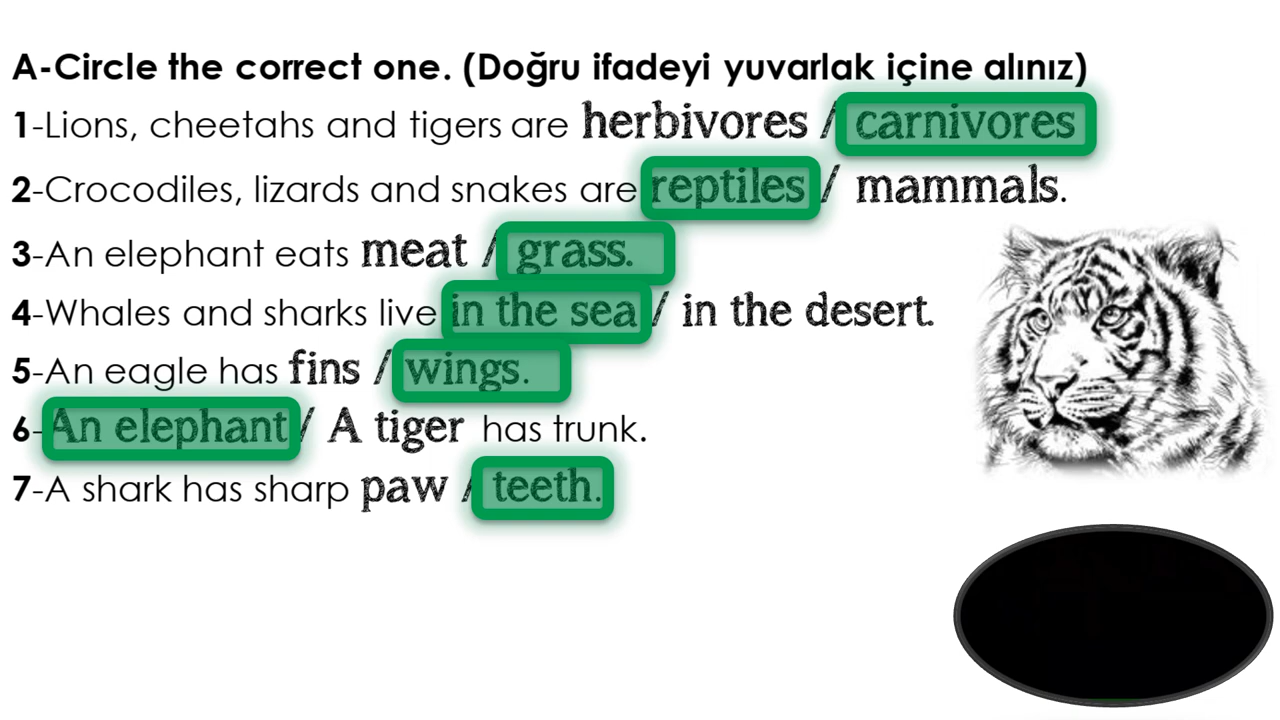 A-Circle the correct one. (Doğru ifadeyi yuvarlak içine alınız)
1-Lions, cheetahs and tigers are herbivores / carnivores
2-Crocodiles, lizards and snakes are reptiles / mammals.
3-An elephant eats meat / grass.
4-Whales and sharks live in the sea / in the desert.
5-An eagle has fins / wings.
6-An elephant / A tiger has trunk.
7-A shark has sharp paw / teeth.